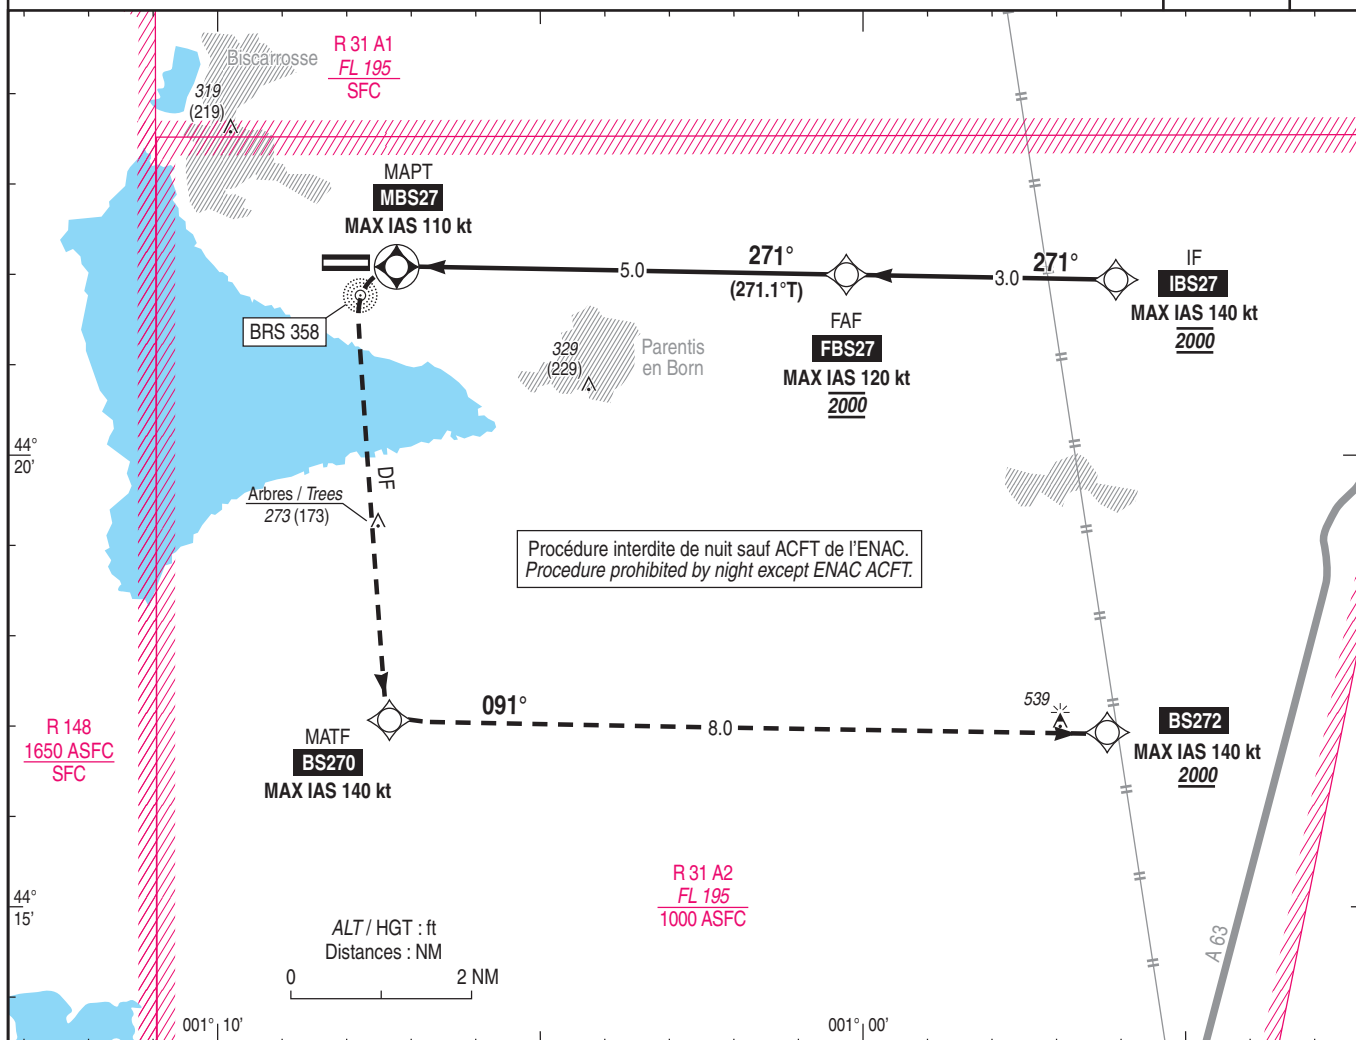 Biscarrosse
R 31 A1
FL 195
SFC
319
(219)
MAPT
MBS27
MAX IAS 110 kt
271°
(271.1°T)
5.0
271°
3.0
IF
IBS27
MAX IAS 140 kt
2000
BRS 358
FAF
FBS27
MAX IAS 120 kt
2000
329
(229)
Parentis
en Born
44°
20'
DF
Arbres / Trees
273 (173)
Procédure interdite de nuit sauf ACFT de l'ENAC.
Procedure prohibited by night except ENAC ACFT.
R 148
1650 ASFC
SFC
MATF
BS270
MAX IAS 140 kt
091°
8.0
539
BS272
MAX IAS 140 kt
2000
R 31 A2
FL 195
1000 ASFC
44°
15'
ALT / HGT : ft
Distances : NM
0
2 NM
A 63
001° 10'
001° 00'